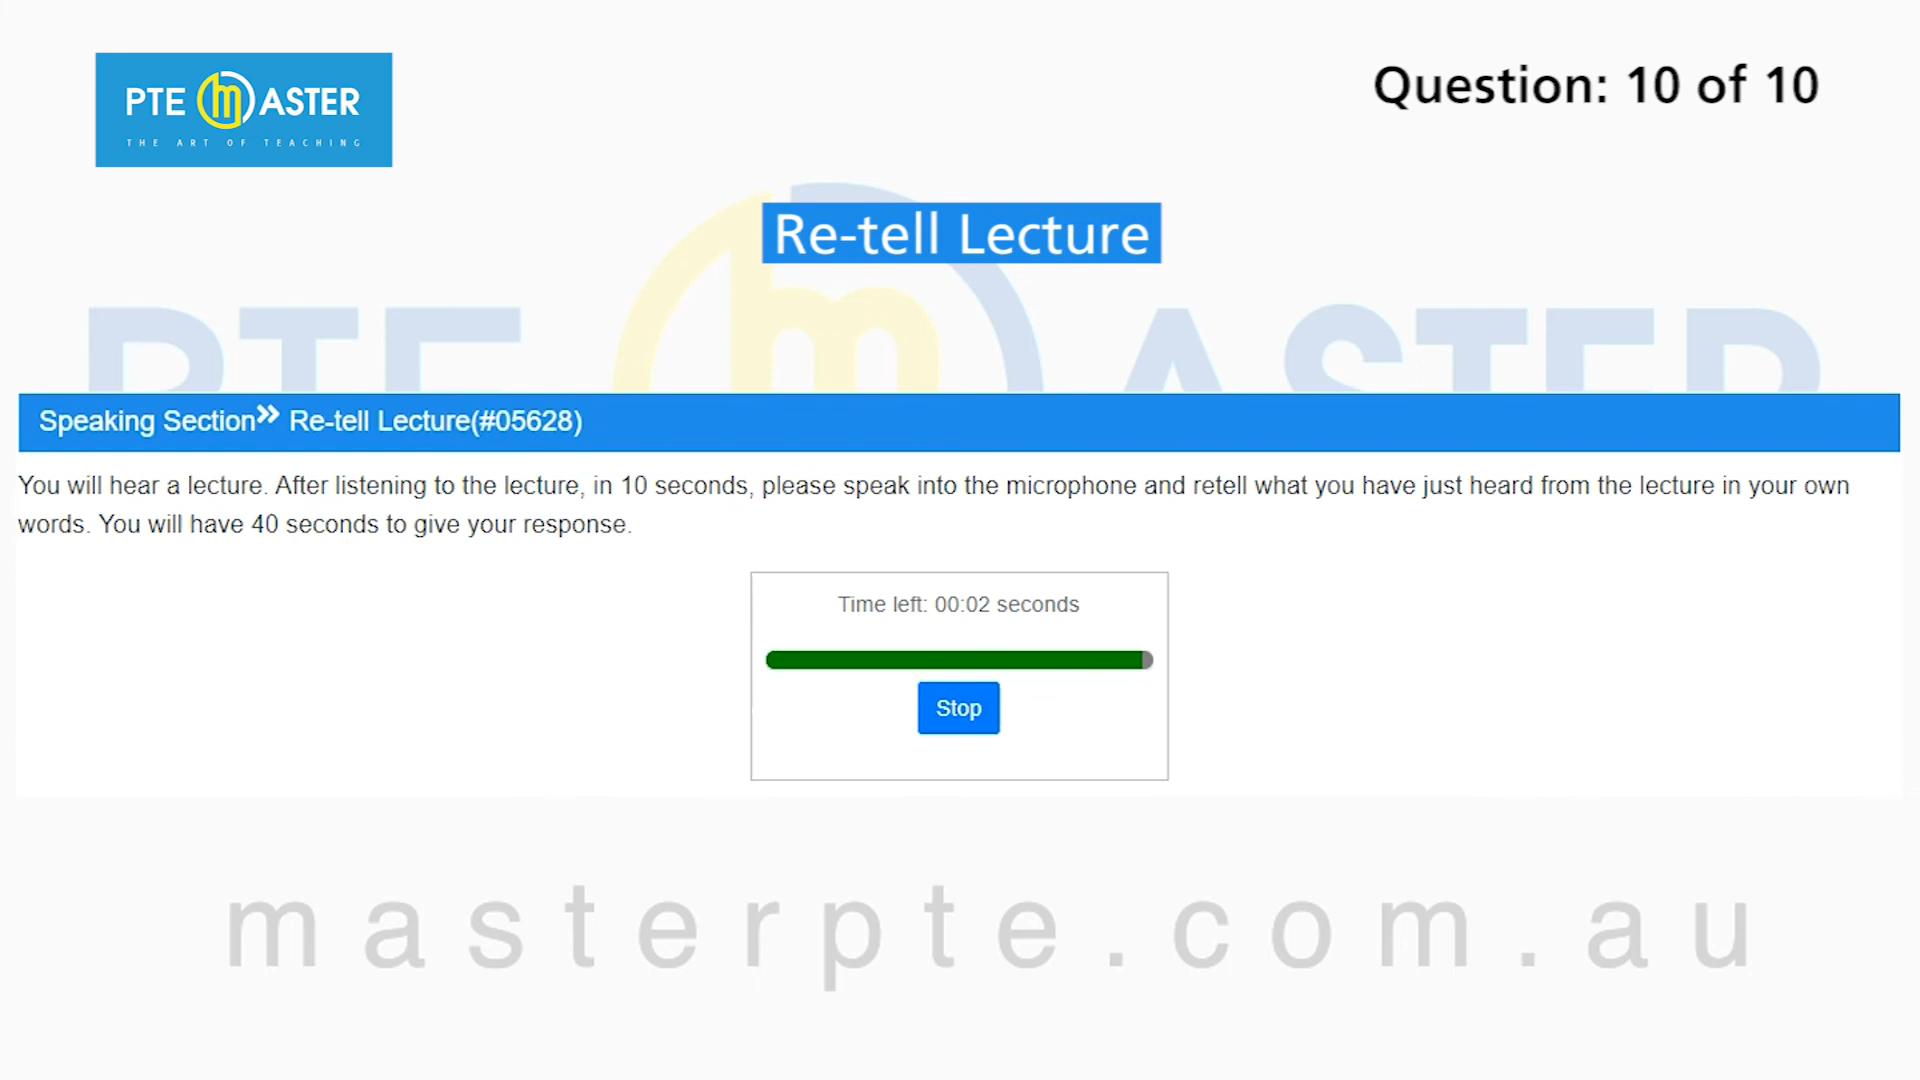 PTE MASTER
THE ART OF TEACHING
Question: 10 of 10
Re-tell Lecture
PTE MASTER
Speaking Section» Re-tell Lecture(#05628)
You will hear a lecture. After listening to the lecture, in 10 seconds, please speak into the microphone and retell what you have just heard from the lecture in your own
words. You will have 40 seconds to give your response.
Time left: 00:02 seconds
Stop
masterpte.com.au